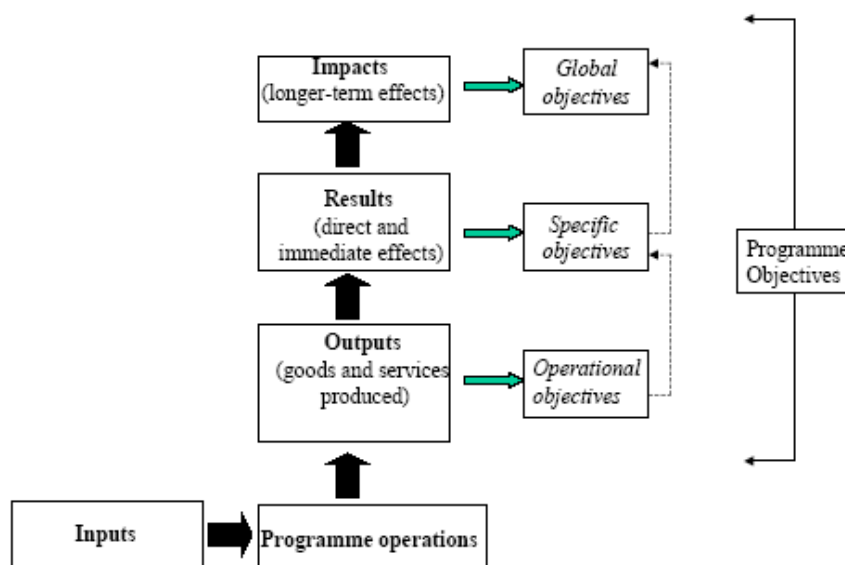 Impacts
(longer-term effects)
Global
objectives
Results
(direct and
immediate effects)
Specific
objectives
Programme
Objectives
Outputs
(goods and services
produced)
Operational
objectives
Inputs
Programme operations